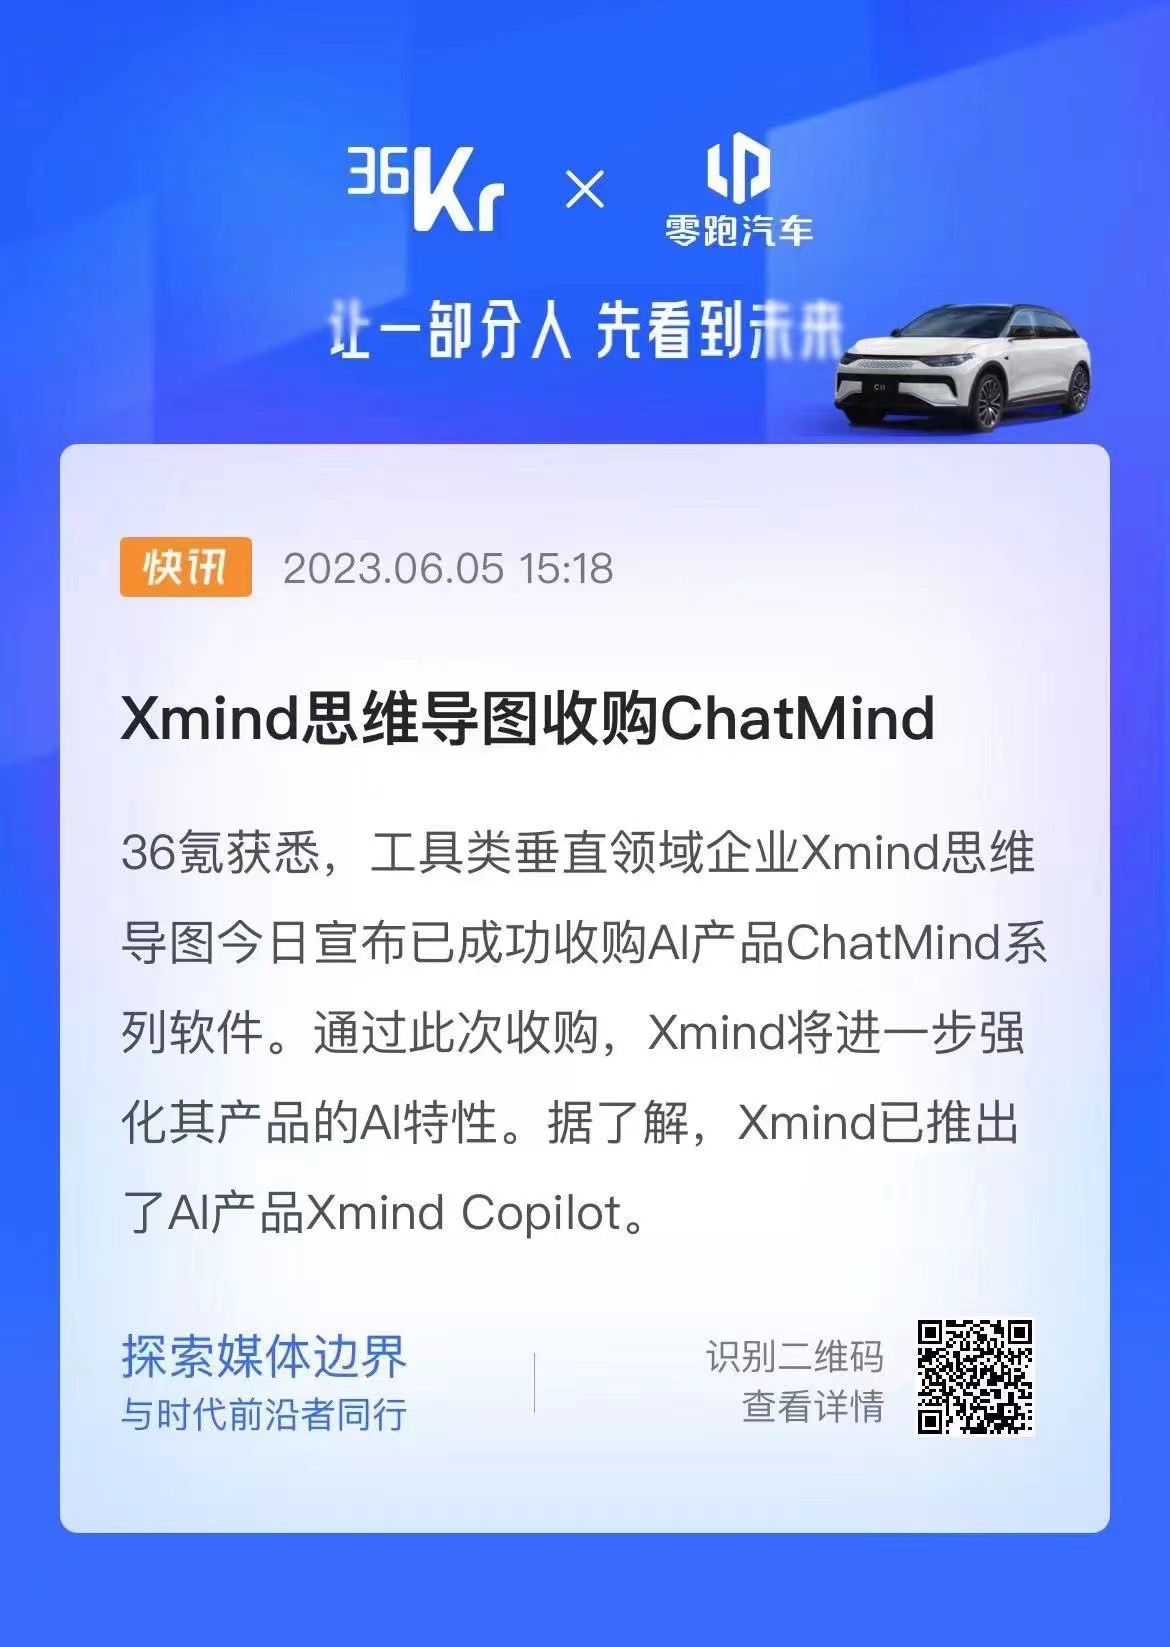 36Kr × 零跑汽车
让一部分人 先看到未来
C11
快讯 2023.06.05 15:18
Xmind思维导图收购ChatMind
36氪获悉，工具类垂直领域企业Xmind思维
导图今日宣布已成功收购AI产品ChatMind系
列软件。通过此次收购，Xmind将进一步强
化其产品的AI特性。据了解，Xmind已推出
了AI产品Xmind Copilot。
探索媒体边界
与时代前沿者同行
识别二维码
查看详情